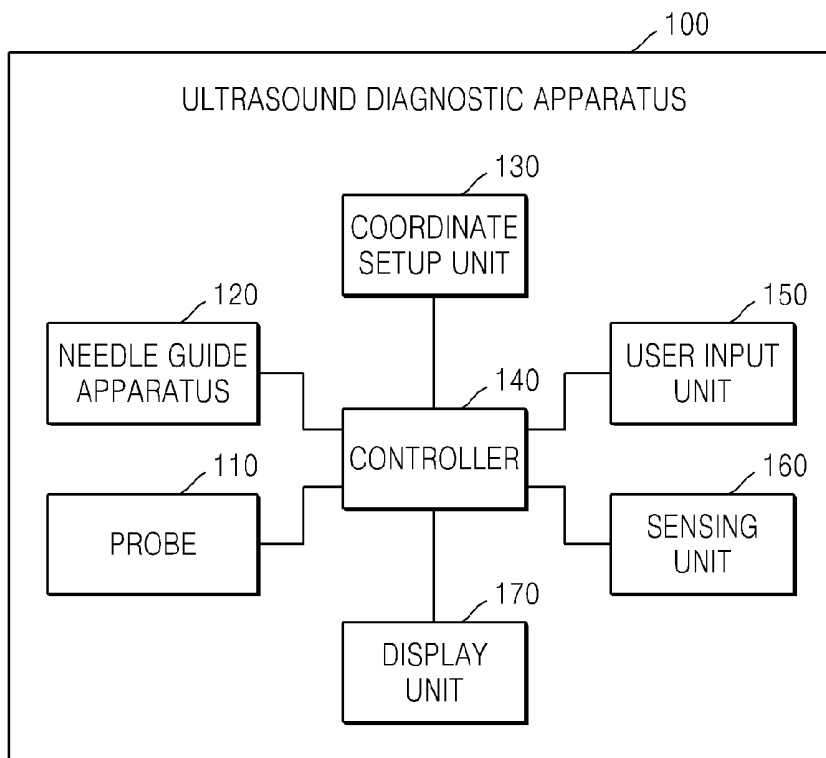 100
ULTRASOUND DIAGNOSTIC APPARATUS
130
COORDINATE
SETUP UNIT
120
NEEDLE GUIDE
APPARATUS
150
USER INPUT
UNIT
140
CONTROLLER
110
PROBE
160
SENSING
UNIT
170
DISPLAY
UNIT